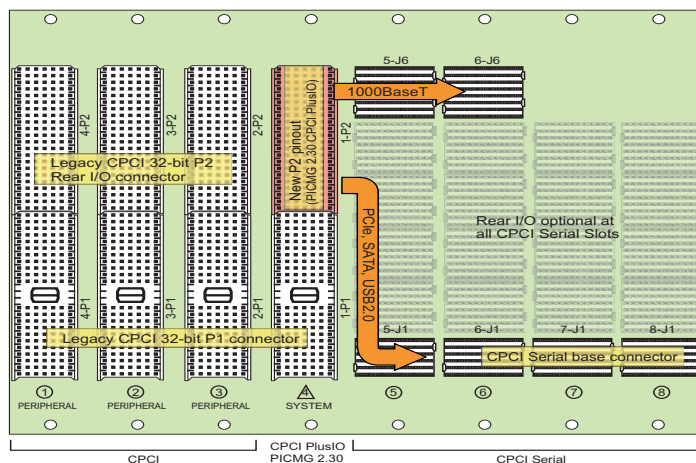 5-J6
6-J6
1000BaseT
4-P2
3-P2
2-P2
1-P2
New P2 pinout
(PICMG 2.30 CPCI PlusIO)
Legacy CPCI 32-bit P2
Rear I/O connector
PCIe, SATA, USB2.0
Rear I/O optional at
all CPCI Serial Slots
4-P1
3-P1
2-P1
1-P1
5-J1
6-J1
7-J1
8-J1
Legacy CPCI 32-bit P1 connector
CPCI Serial base connector
1
2
3
4
5
6
7
8
PERIPHERAL
PERIPHERAL
PERIPHERAL
SYSTEM
CPCI
CPCI PlusIO
PICMG 2.30
CPCI Serial